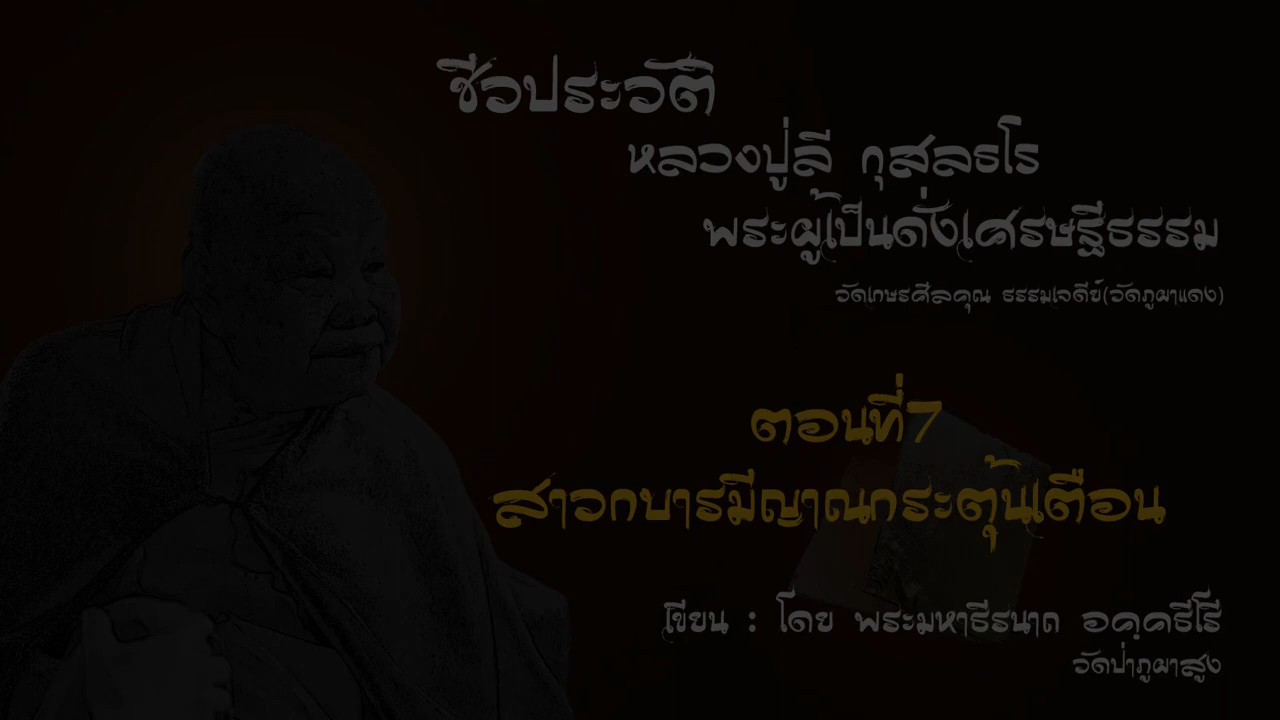 ชีวประวัติ
หลวงปู่ลี กุสลธโร
พระผู้เป็นดั่งเศรษฐีธรรม
วัดเกษรศีลคุณ ธรรมเจดีย์(วัดภูผาแดง)
ตอนที่7
สาวกบารมีญาณกระตุ้นเตือน
เขียน : โดย พระมหาธีรนาถ อคฺคธีโร
วัดป่าภูผาสูง